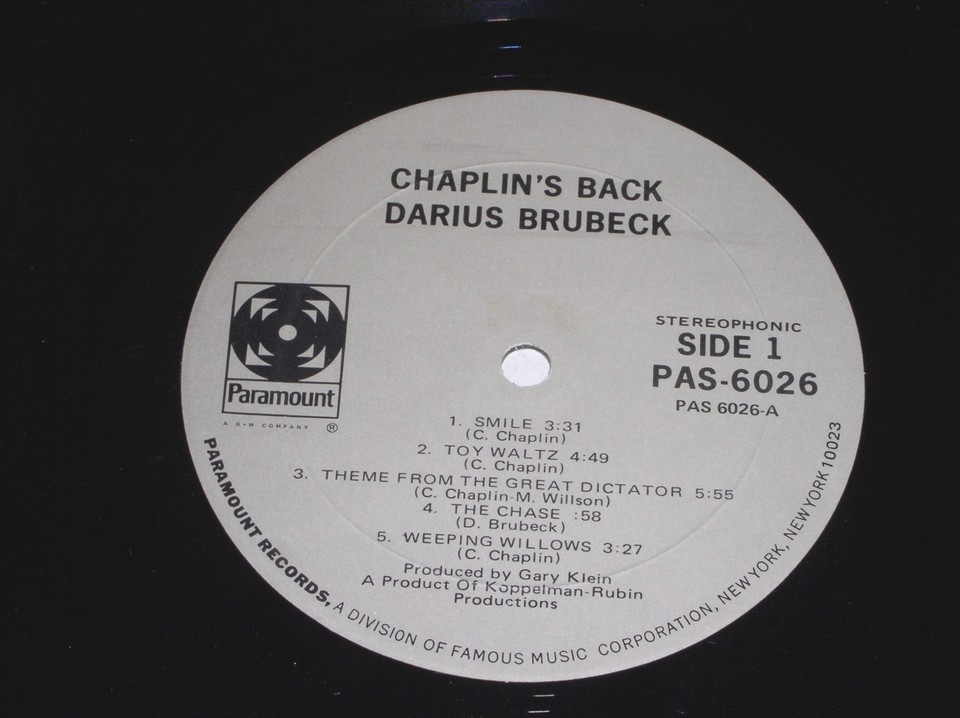 CHAPLIN'S BACK
DARIUS BRUBECK
Paramount
A G+W COMPANY ®
STEREOPHONIC
SIDE 1
PAS-6026
PAS 6026-A
1. SMILE 3:31
(C. Chaplin)
2. TOY WALTZ 4:49
(C. Chaplin)
3. THEME FROM THE GREAT DICTATOR 5:55
(C. Chaplin-M. Willson)
4. THE CHASE :58
(D. Brubeck)
5. WEEPING WILLOWS 3:27
(C. Chaplin)
Produced by Gary Klein
A Product Of Koppelman-Rubin
Productions
PARAMOUNT RECORDS, A DIVISION OF FAMOUS MUSIC CORPORATION, NEW YORK, NEW YORK 10023